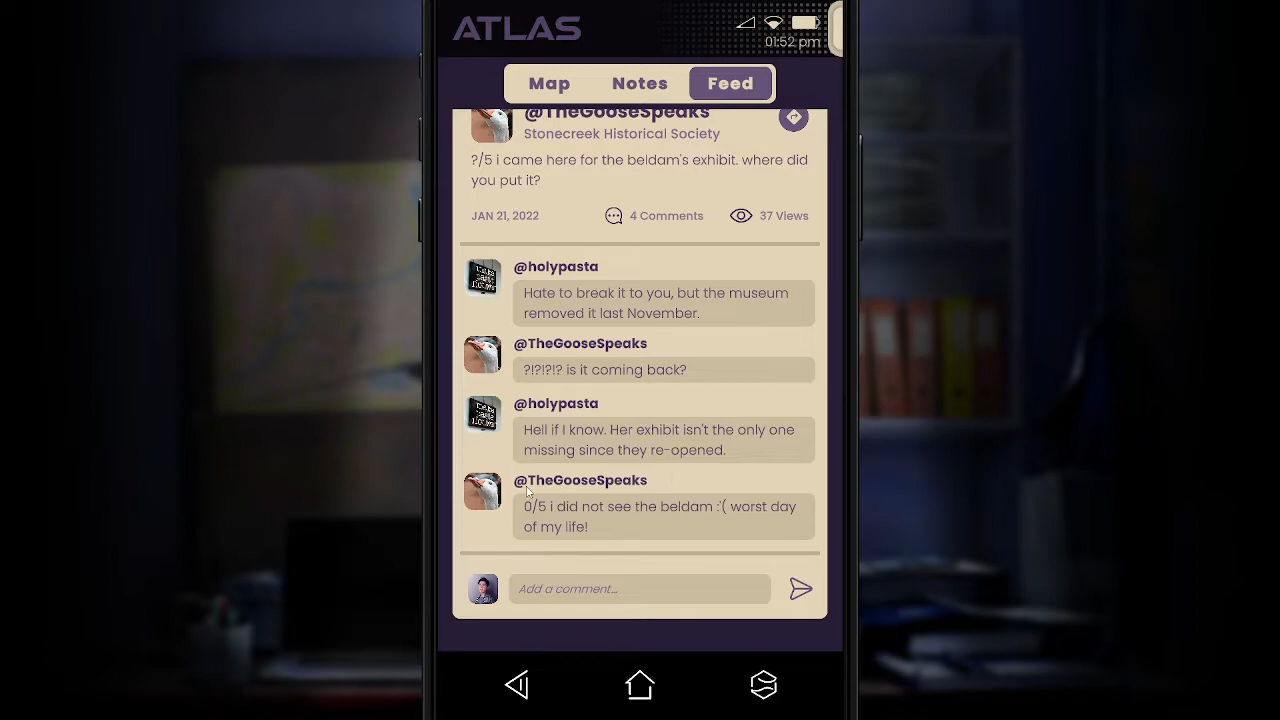 ATLAS
01:52 pm
Map Notes Feed
@TheGooseSpeaks
Stonecreek Historical Society
?/5 i came here for the beldam's exhibit. where did
you put it?
JAN 21, 2022 4 Comments 37 Views
@holypasta
Hate to break it to you, but the museum
removed it last November.
@TheGooseSpeaks
?!?!?!? is it coming back?
@holypasta
Hell if I know. Her exhibit isn't the only one
missing since they re-opened.
@TheGooseSpeaks
0/5 i did not see the beldam :'( worst day
of my life!
Add a comment...